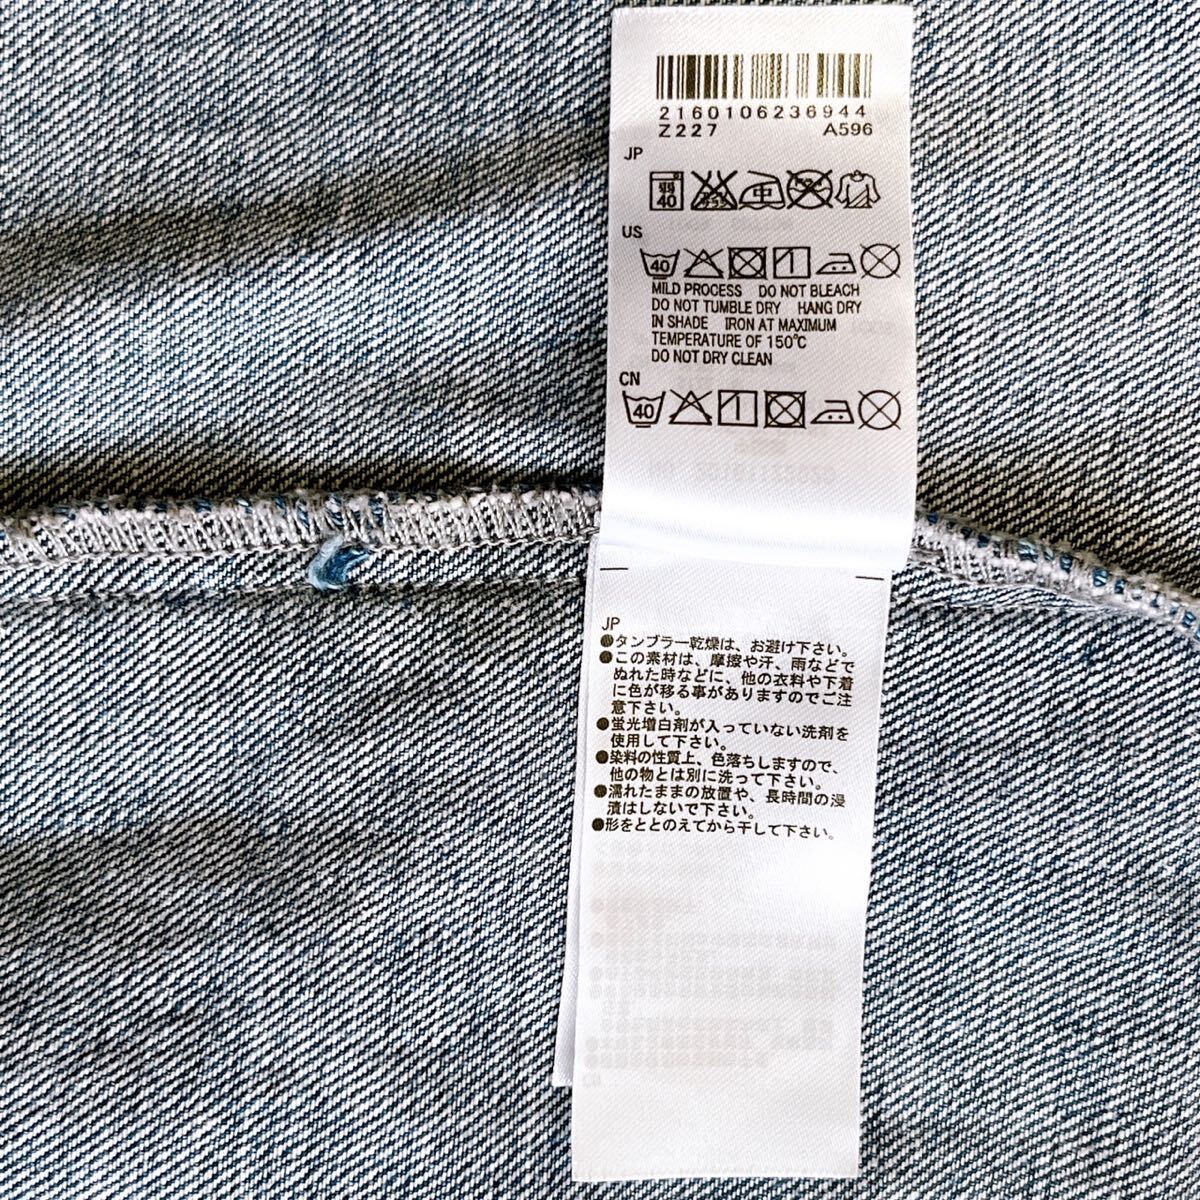 2160106236944
Z227 A596
JP
弱 40 中
US
40
MILD PROCESS DO NOT BLEACH
DO NOT TUMBLE DRY HANG DRY
IN SHADE IRON AT MAXIMUM
TEMPERATURE OF 150℃
DO NOT DRY CLEAN
CN
40
JP
●タンブラー乾燥は、お避け下さい。
●この素材は、摩擦や汗、雨などで
ぬれた時などに、他の衣料や下着
に色が移る事がありますのでご注
意下さい。
●蛍光増白剤が入っていない洗剤を
使用して下さい。
●染料の性質上、色落ちしますので、
他の物とは別に洗って下さい。
●濡れたままの放置や、長時間の浸
漬はしないで下さい。
●形をととのえてから干して下さい。